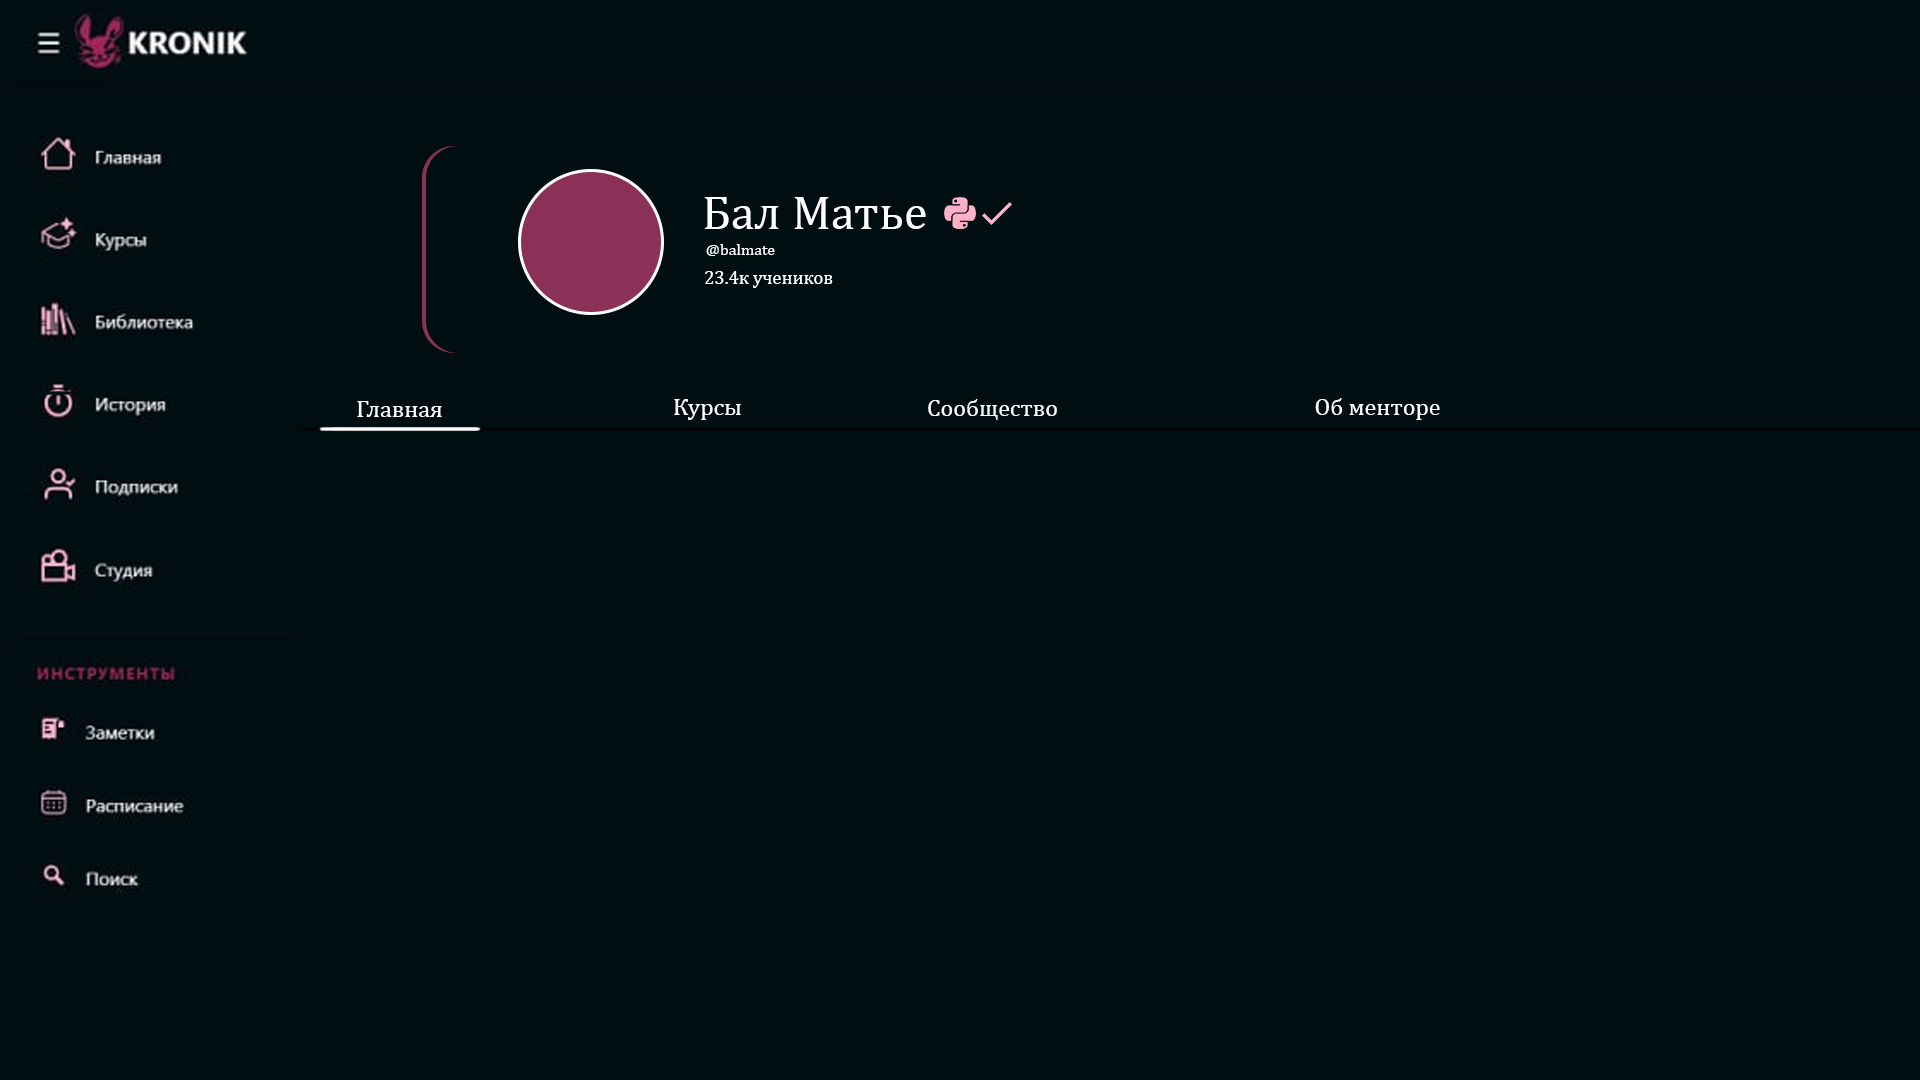 KRONIK
Главная
Курсы
Библиотека
История
Подписки
Студия
ИНСТРУМЕНТЫ
Заметки
Расписание
Поиск
Бал Матье
@balmate
23.4к учеников
Главная Курсы Сообщество Об менторе